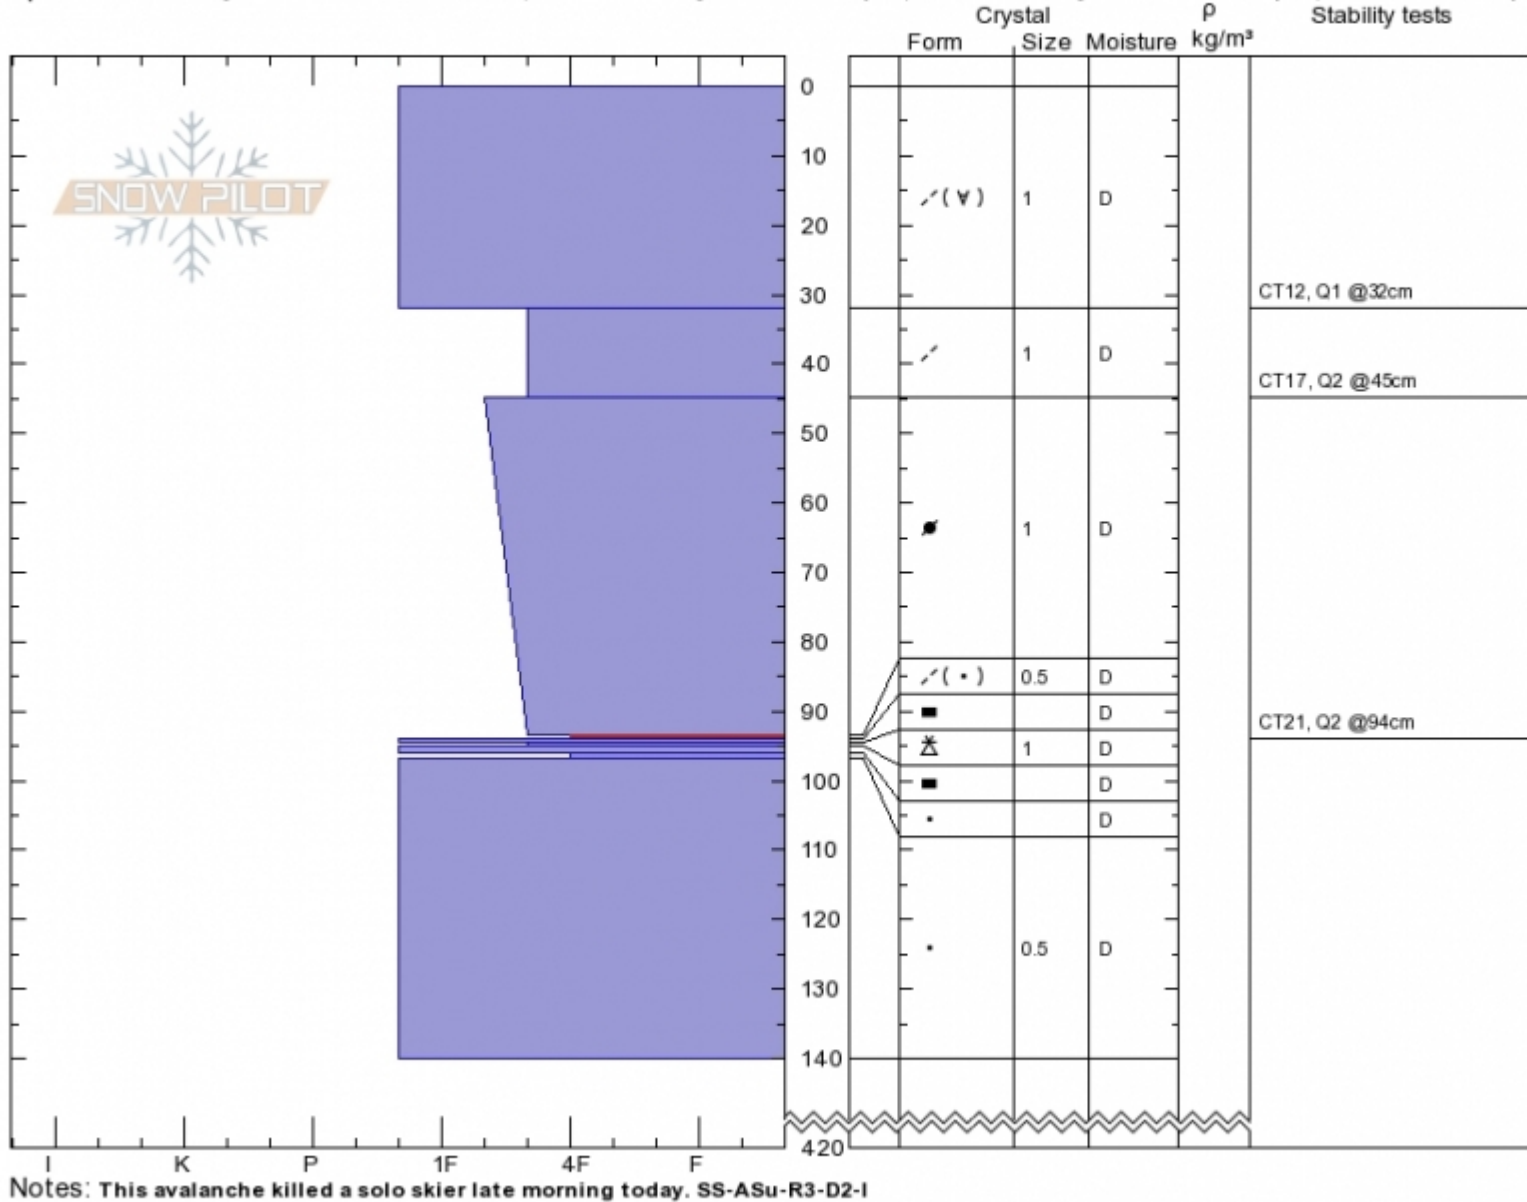 Crystal ρ Stability tests
Form Size Moisture kg/m³
SNOW PILOT
0
10
/ ( ∀ ) 1 D
20
30
CT12, Q1 @32cm
/ 1 D
40
CT17, Q2 @45cm
50
60
1 D
70
80
/ ( • ) 0.5 D
90
D
CT21, Q2 @94cm
1 D
100
D
• D
110
120
• 0.5 D
130
140
420
I K P 1F 4F F
Notes: This avalanche killed a solo skier late morning today. SS-ASu-R3-D2-I